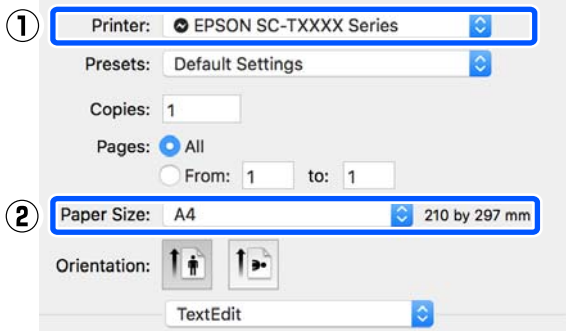 ① Printer: EPSON SC-TXXXX Series
Presets: Default Settings
Copies: 1
Pages: All
From: 1 to: 1
② Paper Size: A4 210 by 297 mm
Orientation:
TextEdit